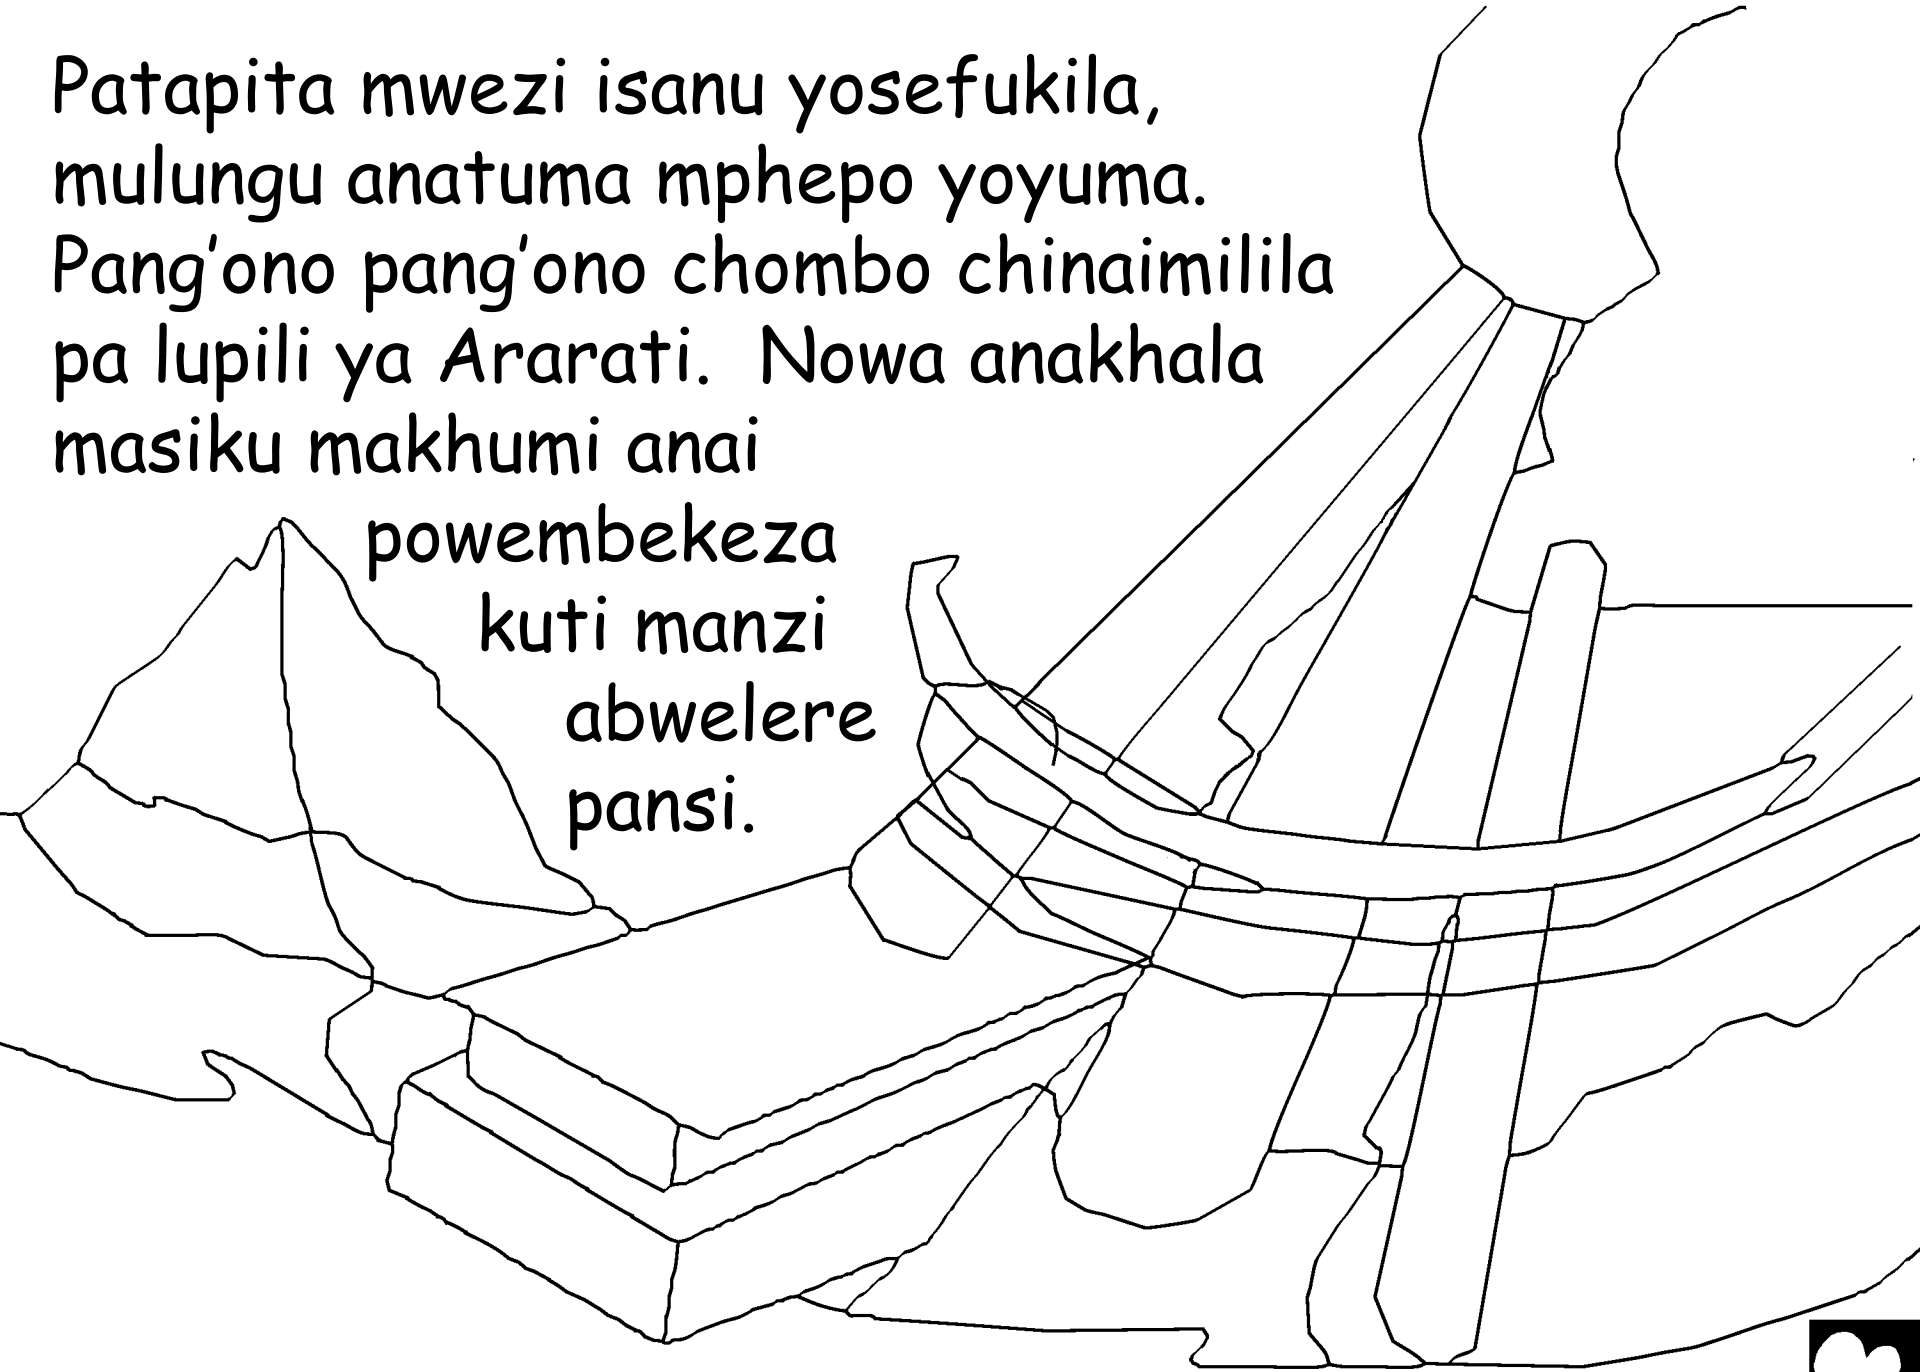 Patapita mwezi isanu yosefukila,
mulungu anatuma mphepo yoyuma.
Pang'ono pang'ono chombo chinaimilila
pa lupili ya Ararati. Nowa anakhala
masiku makhumi anai
powembekeza
kuti manzi
abwelere
pansi.